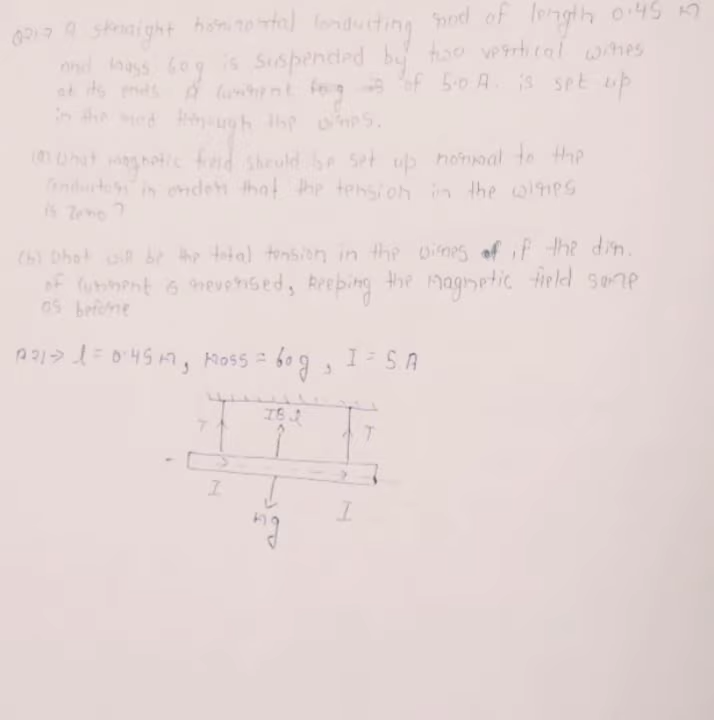 Q21→ A straight horizontal conducting rod of length 0.45 M
and mass 60g is suspended by two vertical wires
at its ends A current of 5.0 A. is set up
in the rod through the wires.
(a) What magnetic field should be set up normal to the
conductor in order that the tension in the wires
is zero?
(b) What will be the total tension in the wires if the dirn.
of current is reversed, keeping the magnetic field same
as before
A21→ l = 0.45 M, Mass = 60g, I = 5 A
IBl
T T
I I
Mg